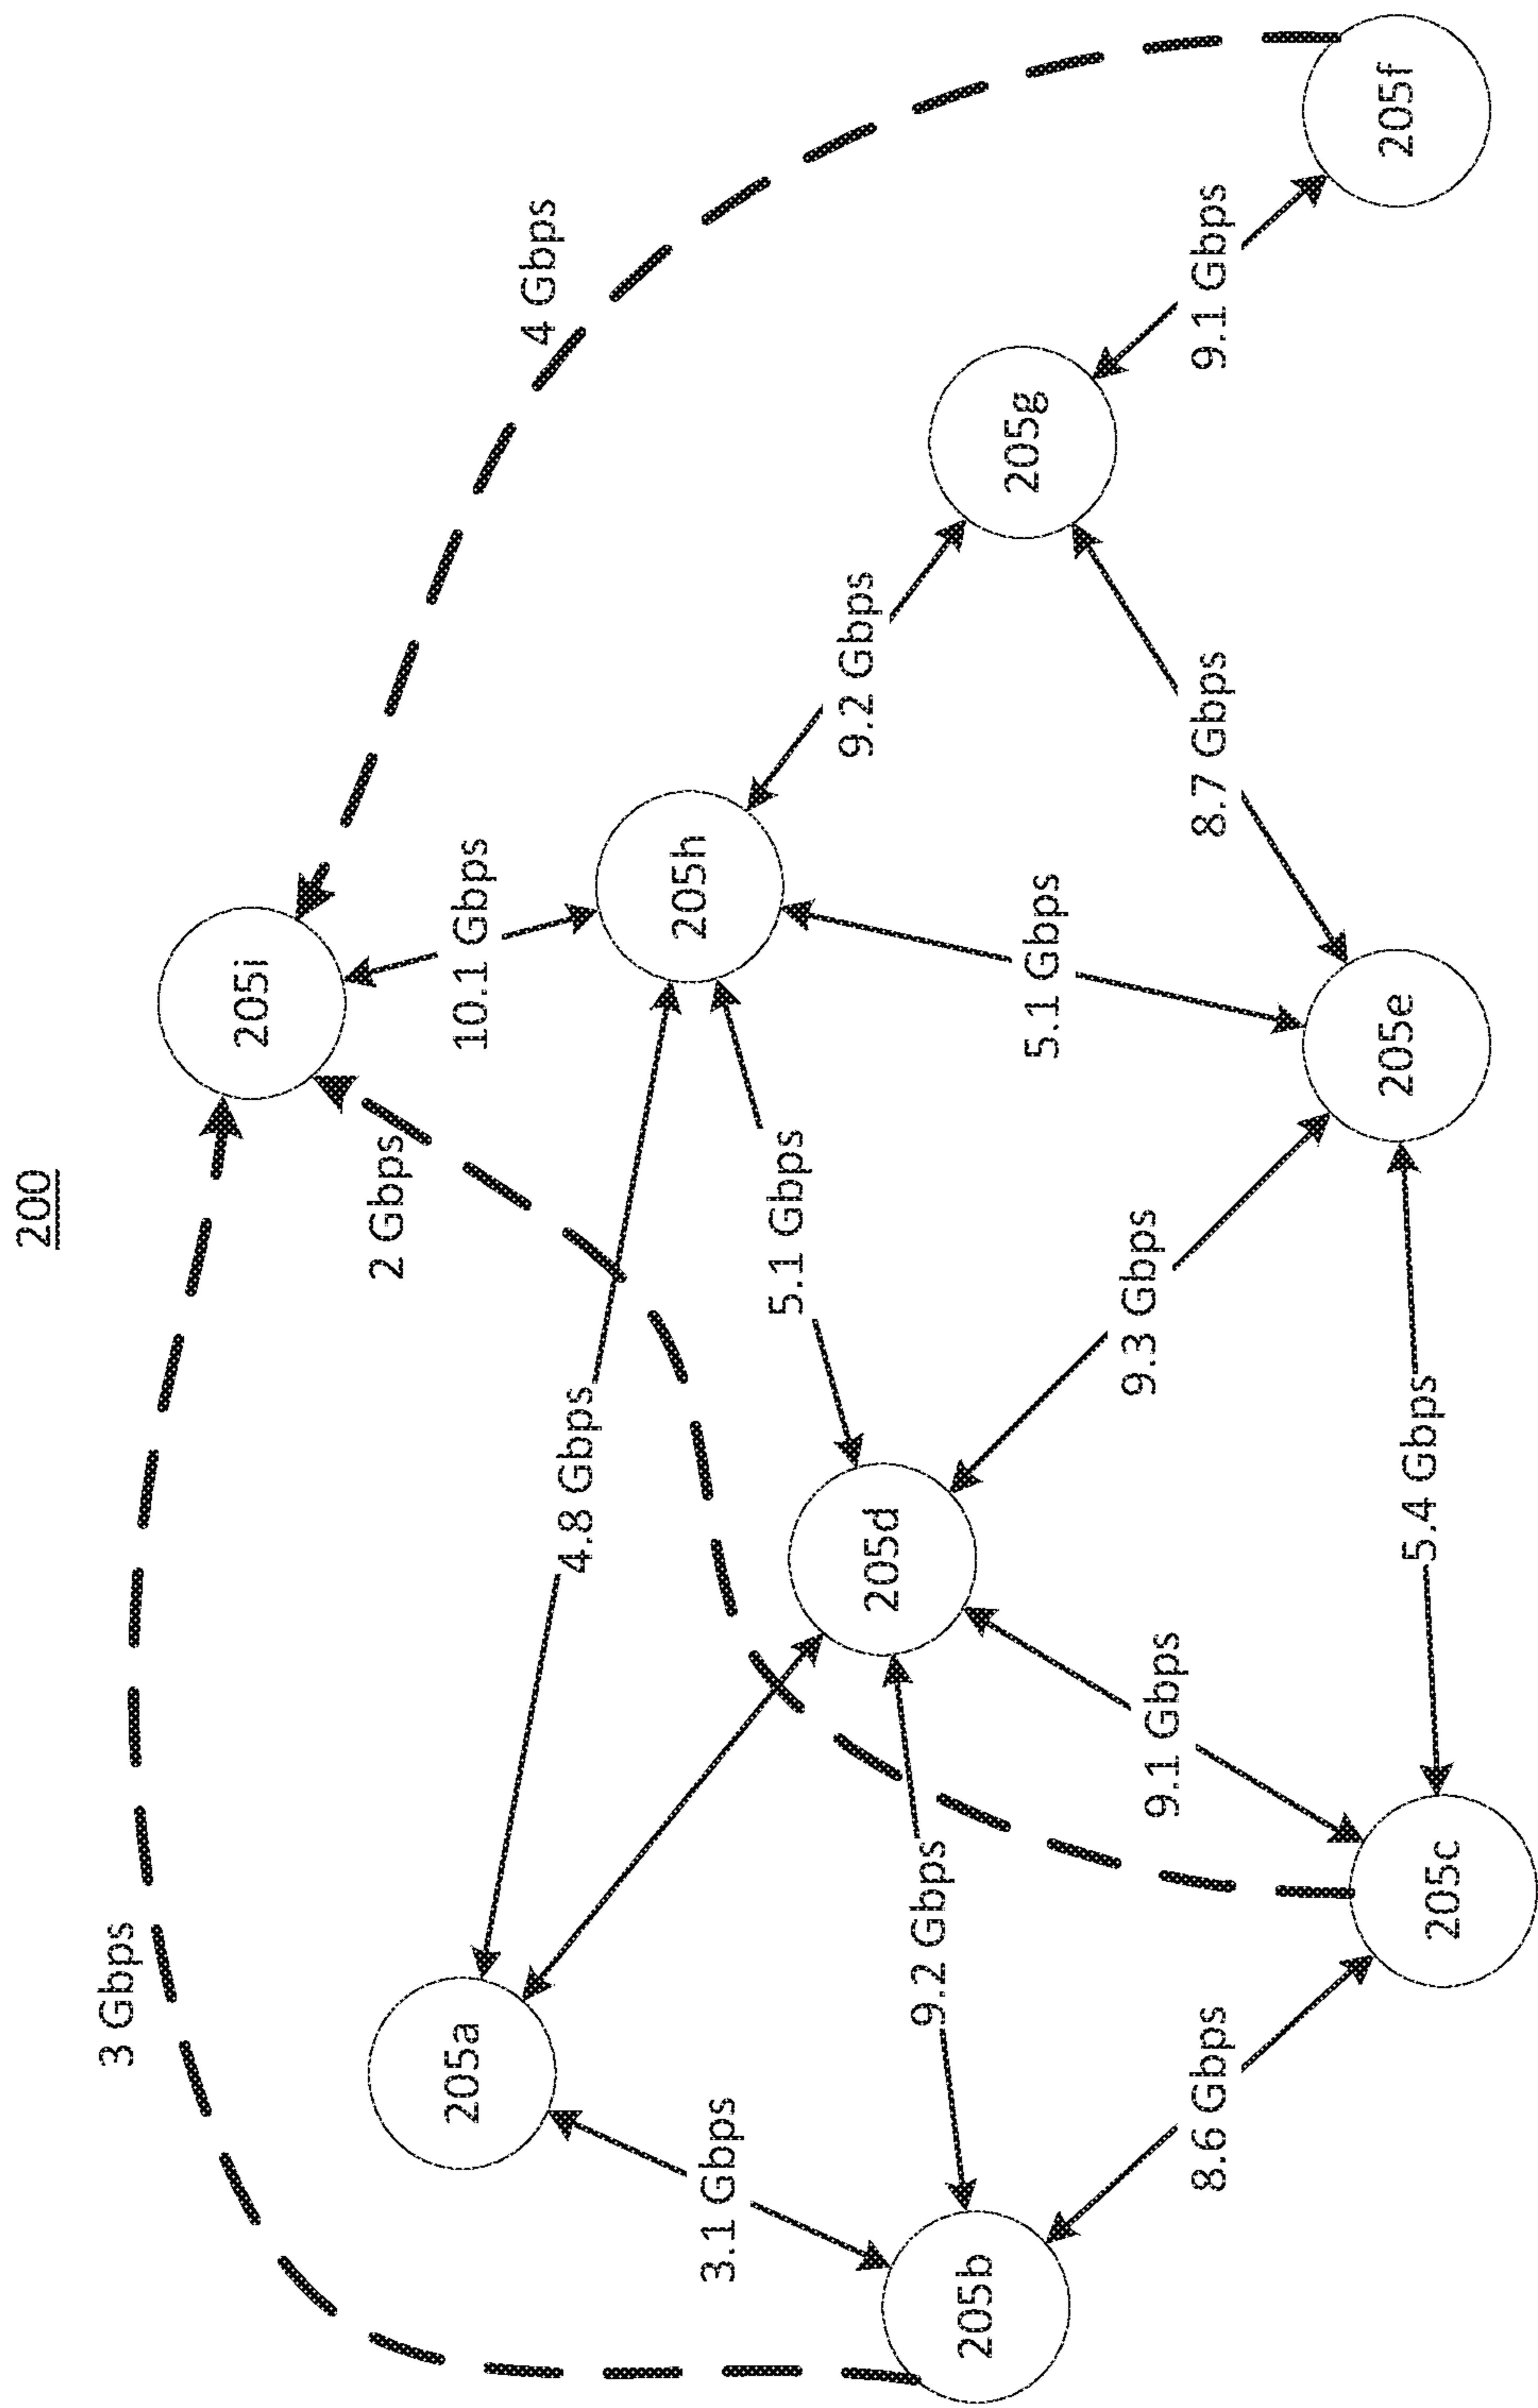 200
3 Gbps
2 Gbps
4 Gbps
205i
10.1 Gbps
205a
4.8 Gbps
205h
3.1 Gbps
5.1 Gbps
9.2 Gbps
205d
205b
9.2 Gbps
205g
9.3 Gbps
5.1 Gbps
9.1 Gbps
8.6 Gbps
8.7 Gbps
9.1 Gbps
205c
5.4 Gbps
205e
205f